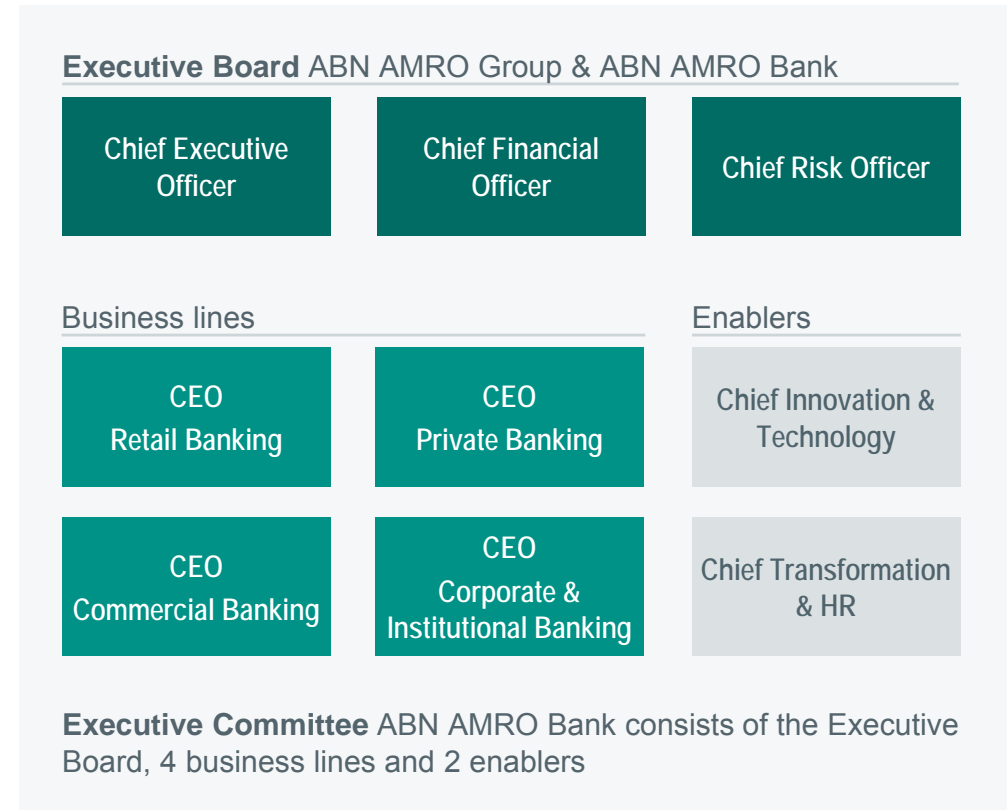 Executive Board ABN AMRO Group & ABN AMRO Bank
Chief Executive
Officer
Chief Financial
Officer
Chief Risk Officer
Business lines
Enablers
CEO
Retail Banking
CEO
Private Banking
Chief Innovation &
Technology
CEO
Commercial Banking
CEO
Corporate &
Institutional Banking
Chief Transformation
& HR
Executive Committee ABN AMRO Bank consists of the Executive
Board, 4 business lines and 2 enablers